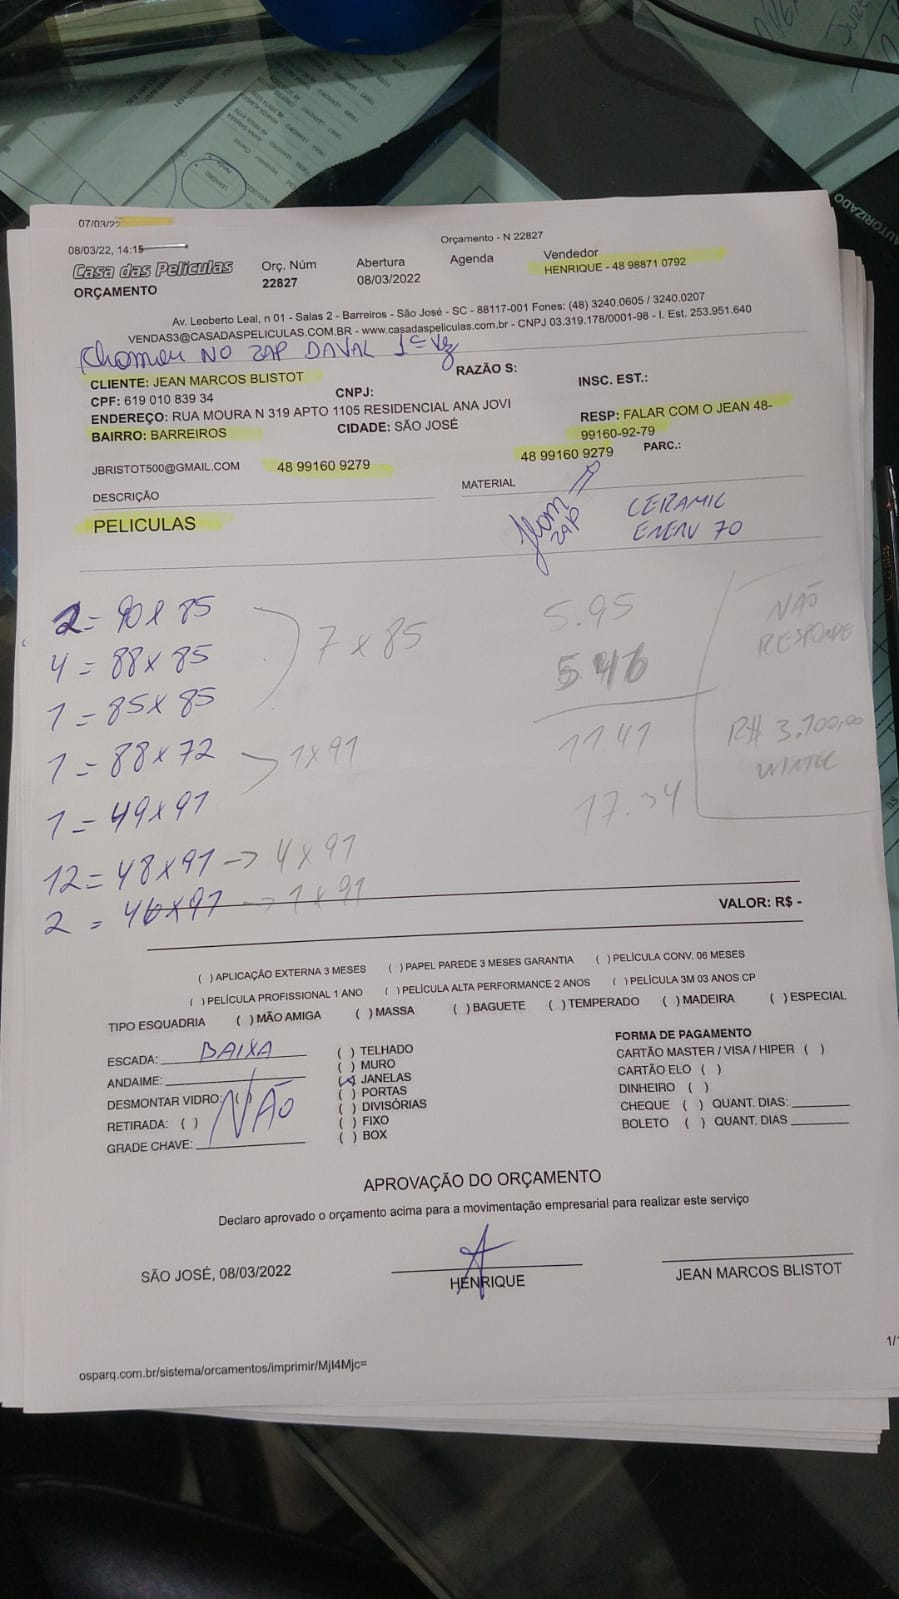 07/03/22
Orçamento - N 22827
08/03/22, 14:15
Casa das Películas
ORÇAMENTO
Orç. Núm
22827
Abertura
08/03/2022
Agenda
Vendedor
HENRIQUE - 48 98871 0792
Av. Leoberto Leal, n 01 - Salas 2 - Barreiros - São José - SC - 88117-001 Fones: (48) 3240.0605 / 3240.0207
VENDAS3@CASADASPELICULAS.COM.BR - www.casadaspeliculas.com.br - CNPJ 03.319.178/0001-98 - I. Est. 253.951.640
NO ZAP DAVAL 1ª Vez
CLIENTE: JEAN MARCOS BLISTOT
RAZÃO S:
CPF: 619 010 839 34
CNPJ:
INSC. EST.:
ENDEREÇO: RUA MOURA N 319 APTO 1105 RESIDENCIAL ANA JOVI
BAIRRO: BARREIROS
CIDADE: SÃO JOSÉ
RESP: FALAR COM O JEAN 48-
99160-92-79
JBRISTOT500@GMAIL.COM
48 99160 9279
48 99160 9279
PARC.:
DESCRIÇÃO
MATERIAL
PELICULAS
ZAP
CERAMIC
ENERV 70
2 = 90 x 85
4 = 88 x 85
1 = 85 x 85
7 x 85
1 = 88 x 72
1 = 49 x 91
1 x 91
12 = 48 x 91 -> 4 x 91
2 = 46 x 91 -> 1 x 91
5.95
5.46
11.41
17.34
NÃO
RESPONDE
R$ 3.100,00
VALOR: R$ -
( ) APLICAÇÃO EXTERNA 3 MESES ( ) PAPEL PAREDE 3 MESES GARANTIA ( ) PELÍCULA CONV. 06 MESES
( ) PELÍCULA PROFISSIONAL 1 ANO ( ) PELÍCULA ALTA PERFORMANCE 2 ANOS ( ) PELÍCULA 3M 03 ANOS CP
TIPO ESQUADRIA ( ) MÃO AMIGA ( ) MASSA ( ) BAGUETE ( ) TEMPERADO ( ) MADEIRA ( ) ESPECIAL
ESCADA: BAIXA
ANDAIME:
DESMONTAR VIDRO: ( )
RETIRADA: ( )
NÃO
GRADE CHAVE:
( ) TELHADO
( ) MURO
(x) JANELAS
( ) PORTAS
( ) DIVISÓRIAS
( ) FIXO
( ) BOX
FORMA DE PAGAMENTO
CARTÃO MASTER / VISA / HIPER ( )
CARTÃO ELO ( )
DINHEIRO ( )
CHEQUE ( ) QUANT. DIAS:
BOLETO ( ) QUANT. DIAS
APROVAÇÃO DO ORÇAMENTO
Declaro aprovado o orçamento acima para a movimentação empresarial para realizar este serviço
SÃO JOSÉ, 08/03/2022
HENRIQUE
JEAN MARCOS BLISTOT
1/1
osparq.com.br/sistema/orcamentos/imprimir/MjI4Mjc=
AUTORIZADO